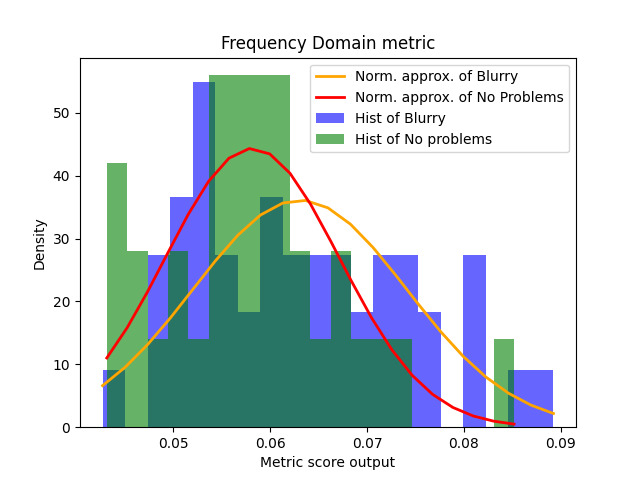 Frequency Domain metric
Norm. approx. of Blurry
Norm. approx. of No Problems
Hist of Blurry
Hist of No problems
Density
50
40
30
20
10
0
0.05
0.06
0.07
0.08
0.09
Metric score output